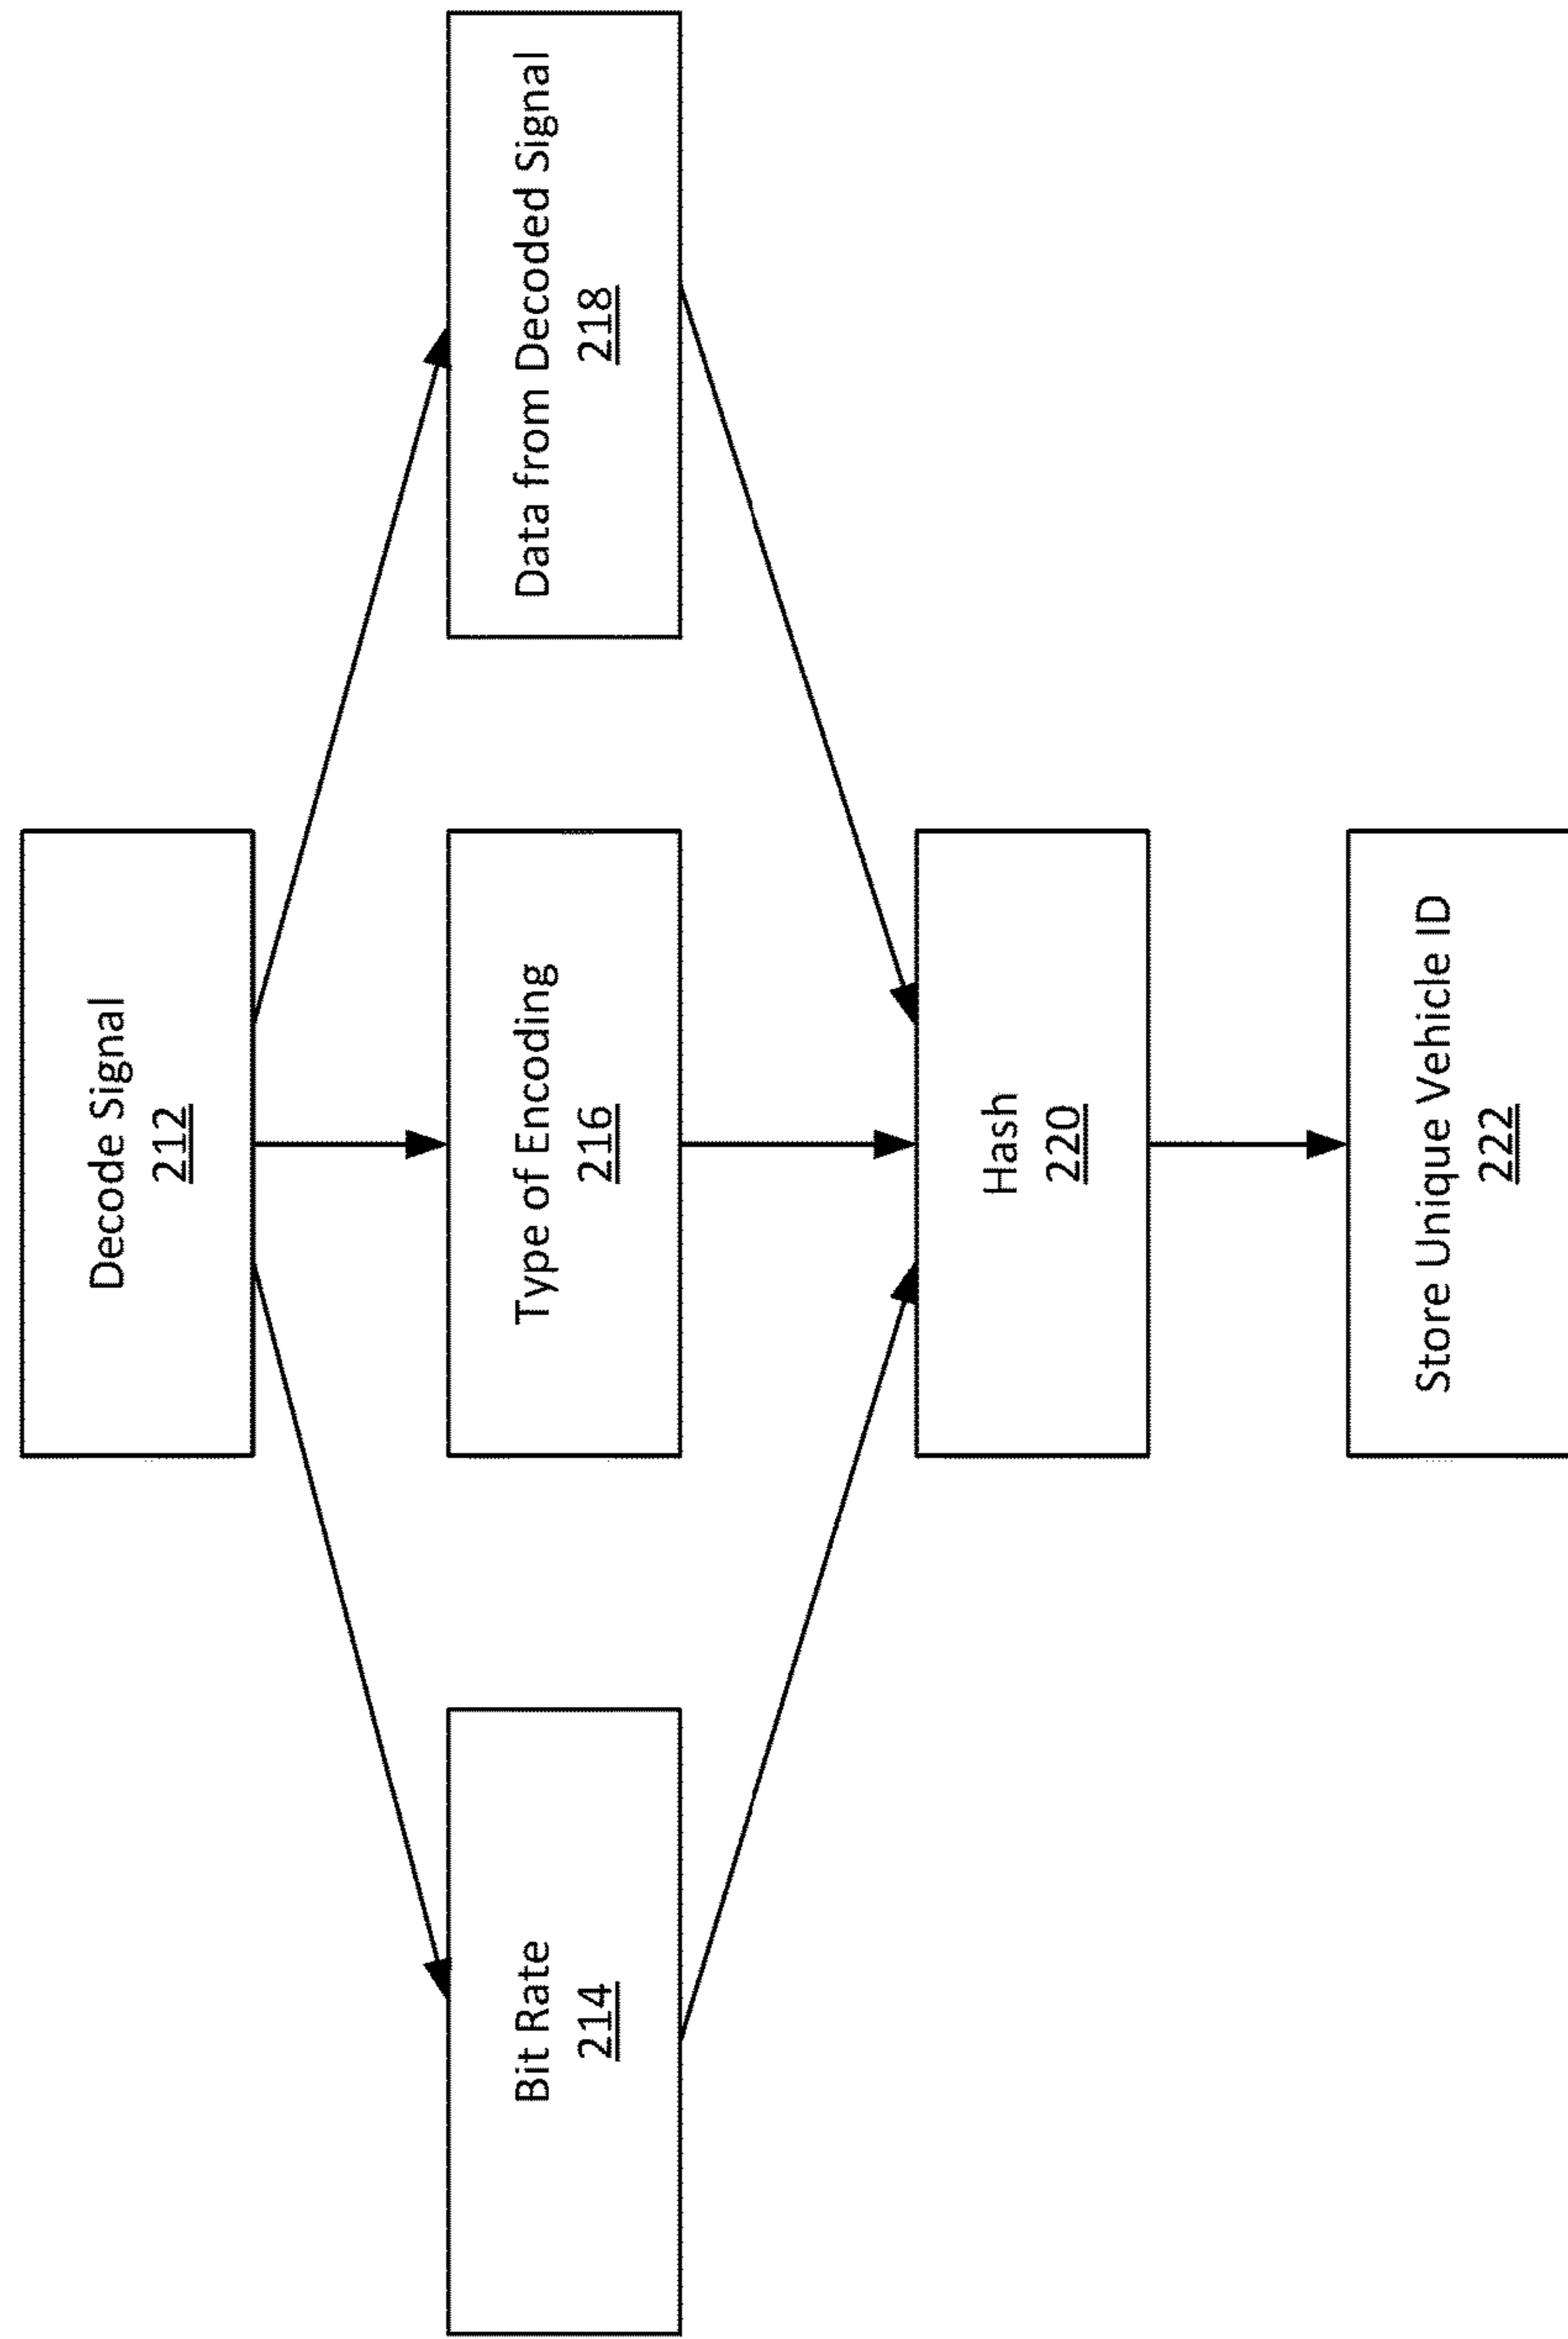 Decode Signal
212
Bit Rate
214
Type of Encoding
216
Data from Decoded Signal
218
Hash
220
Store Unique Vehicle ID
222